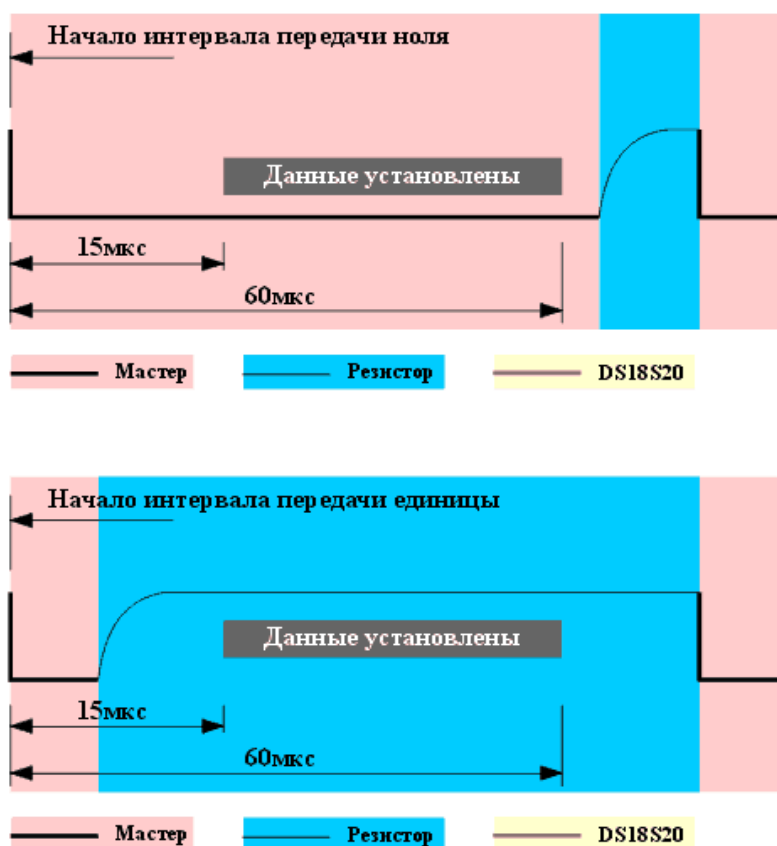 Начало интервала передачи ноля
Данные установлены
15мкс
60мкс
Мастер Резистор DS18S20
Начало интервала передачи единицы
Данные установлены
15мкс
60мкс
Мастер Резистор DS18S20